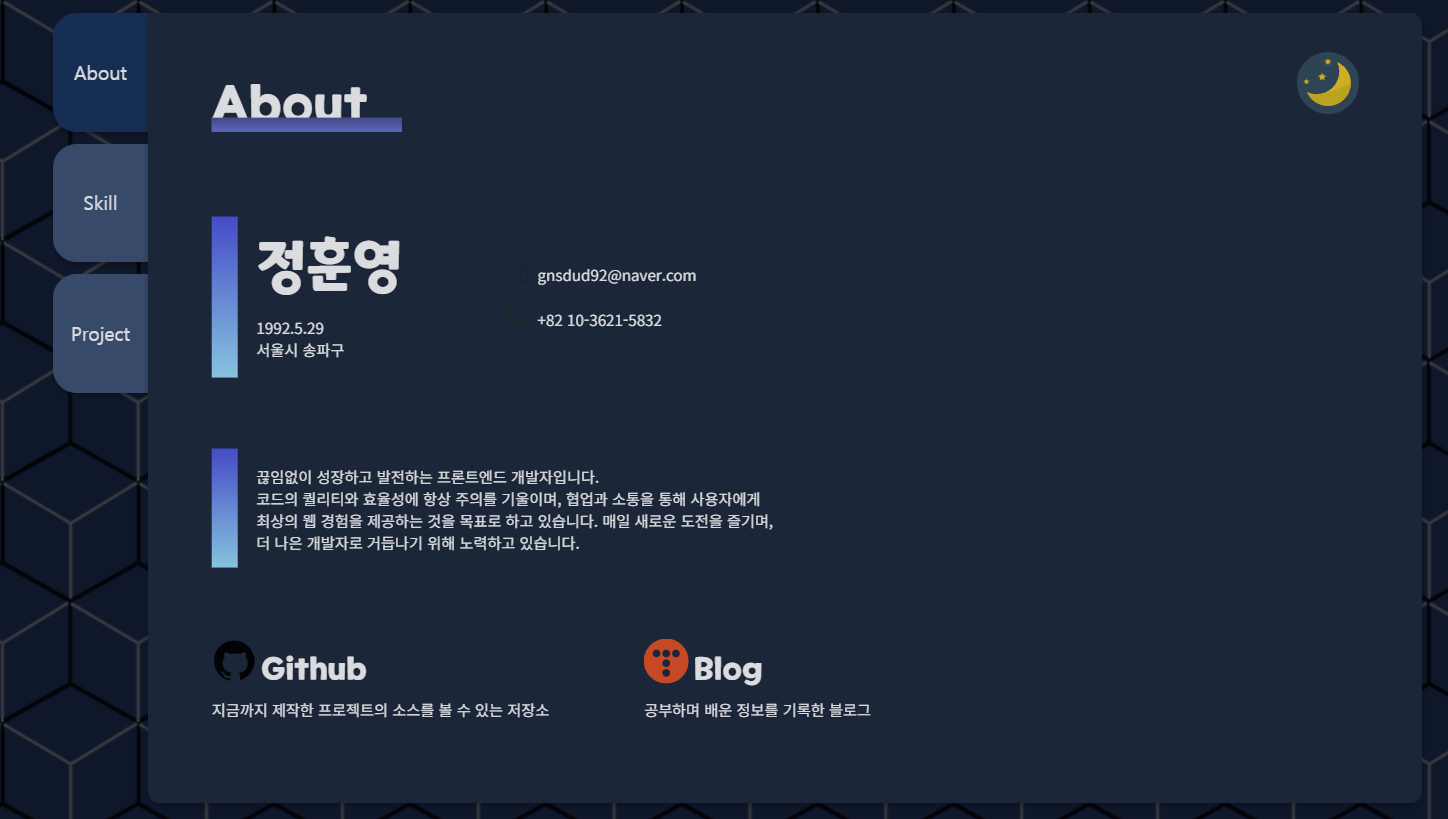 About
Skill
Project
About
정훈영
1992.5.29
서울시 송파구
gnsdud92@naver.com
+82 10-3621-5832
끊임없이 성장하고 발전하는 프론트엔드 개발자입니다.
코드의 퀄리티와 효율성에 항상 주의를 기울이며, 협업과 소통을 통해 사용자에게
최상의 웹 경험을 제공하는 것을 목표로 하고 있습니다. 매일 새로운 도전을 즐기며,
더 나은 개발자로 거듭나기 위해 노력하고 있습니다.
Github
지금까지 제작한 프로젝트의 소스를 볼 수 있는 저장소
Blog
공부하며 배운 정보를 기록한 블로그